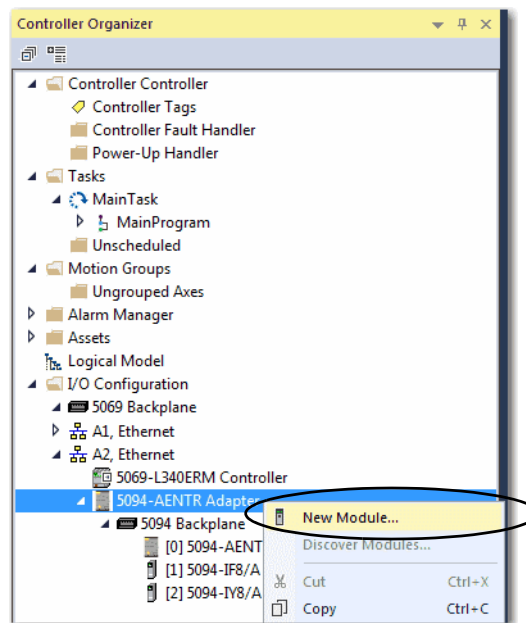 Controller Organizer
Controller Controller
Controller Tags
Controller Fault Handler
Power-Up Handler
Tasks
MainTask
MainProgram
Unscheduled
Motion Groups
Ungrouped Axes
Alarm Manager
Assets
Logical Model
I/O Configuration
5069 Backplane
A1, Ethernet
A2, Ethernet
5069-L340ERM Controller
5094-AENTR Adapter
New Module...
5094 Backplane
Discover Modules...
[0] 5094-AENT
[1] 5094-IF8/A
Cut Ctrl+X
[2] 5094-IY8/A
Copy Ctrl+C